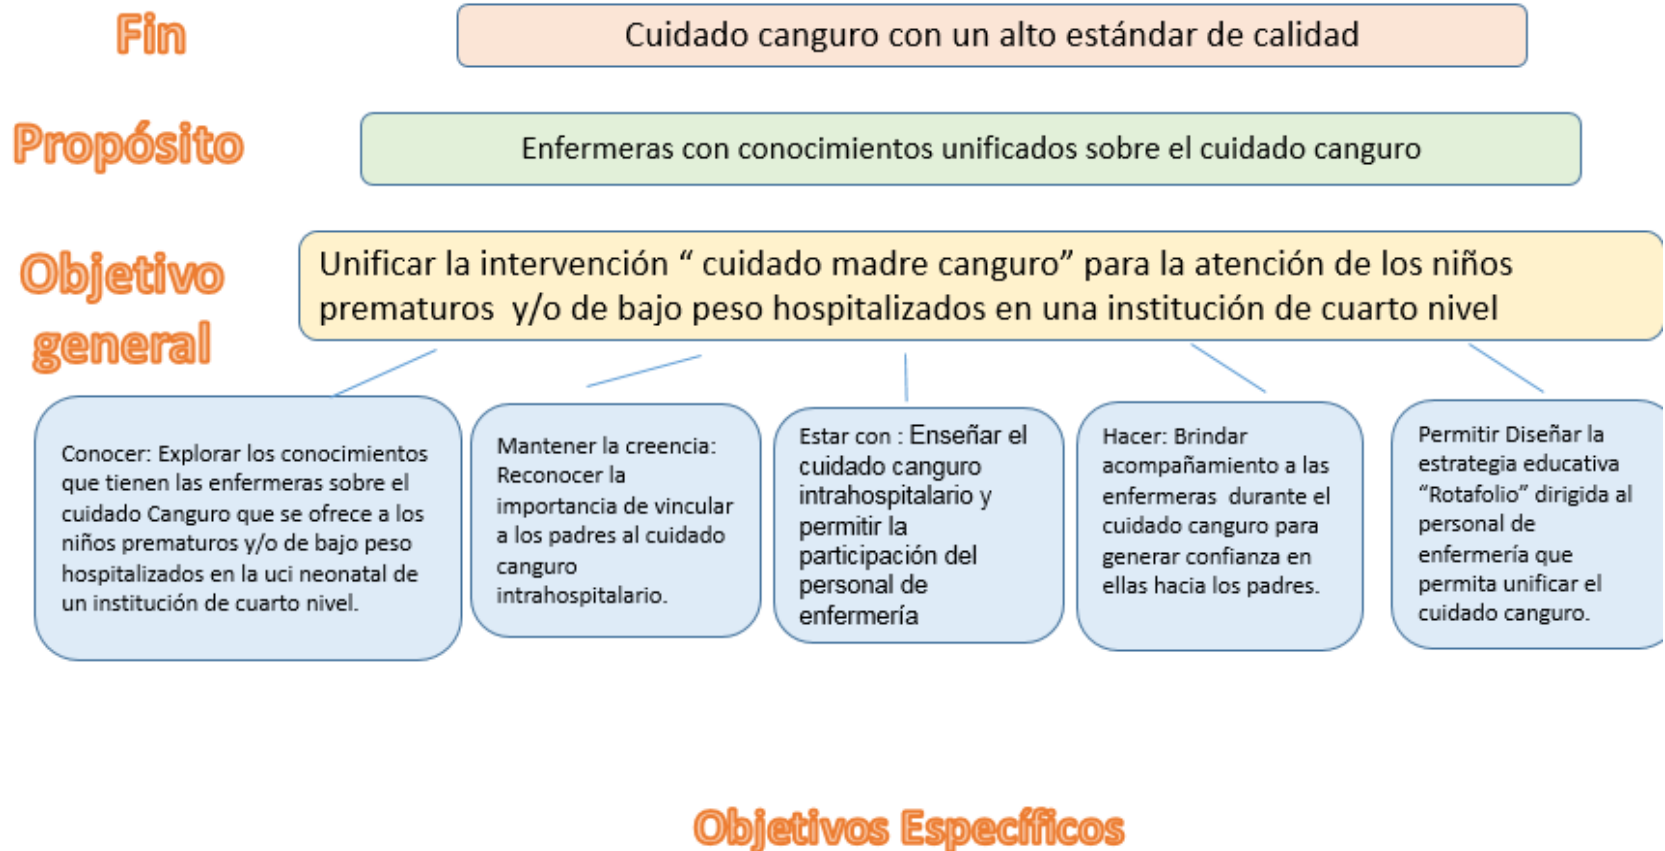 Fin
Cuidado canguro con un alto estándar de calidad
Propósito
Enfermeras con conocimientos unificados sobre el cuidado canguro
Objetivo
general
Unificar la intervención “ cuidado madre canguro” para la atención de los niños
prematuros  y/o de bajo peso hospitalizados en una institución de cuarto nivel
Conocer: Explorar los conocimientos
que tienen las enfermeras sobre el
cuidado Canguro que se ofrece a los
niños prematuros y/o de bajo peso
hospitalizados en la uci neonatal de
un institución de cuarto nivel.
Mantener la creencia:
Reconocer la
importancia de vincular
a los padres al cuidado
canguro
intrahospitalario.
Estar con : Enseñar el
cuidado canguro
intrahospitalario y
permitir la
participación del
personal de
enfermería
Hacer: Brindar
acompañamiento a las
enfermeras  durante el
cuidado canguro para
generar confianza en
ellas hacia los padres.
Permitir Diseñar la
estrategia educativa
“Rotafolio” dirigida al
personal de
enfermería que
permita unificar el
cuidado canguro.
Objetivos Específicos